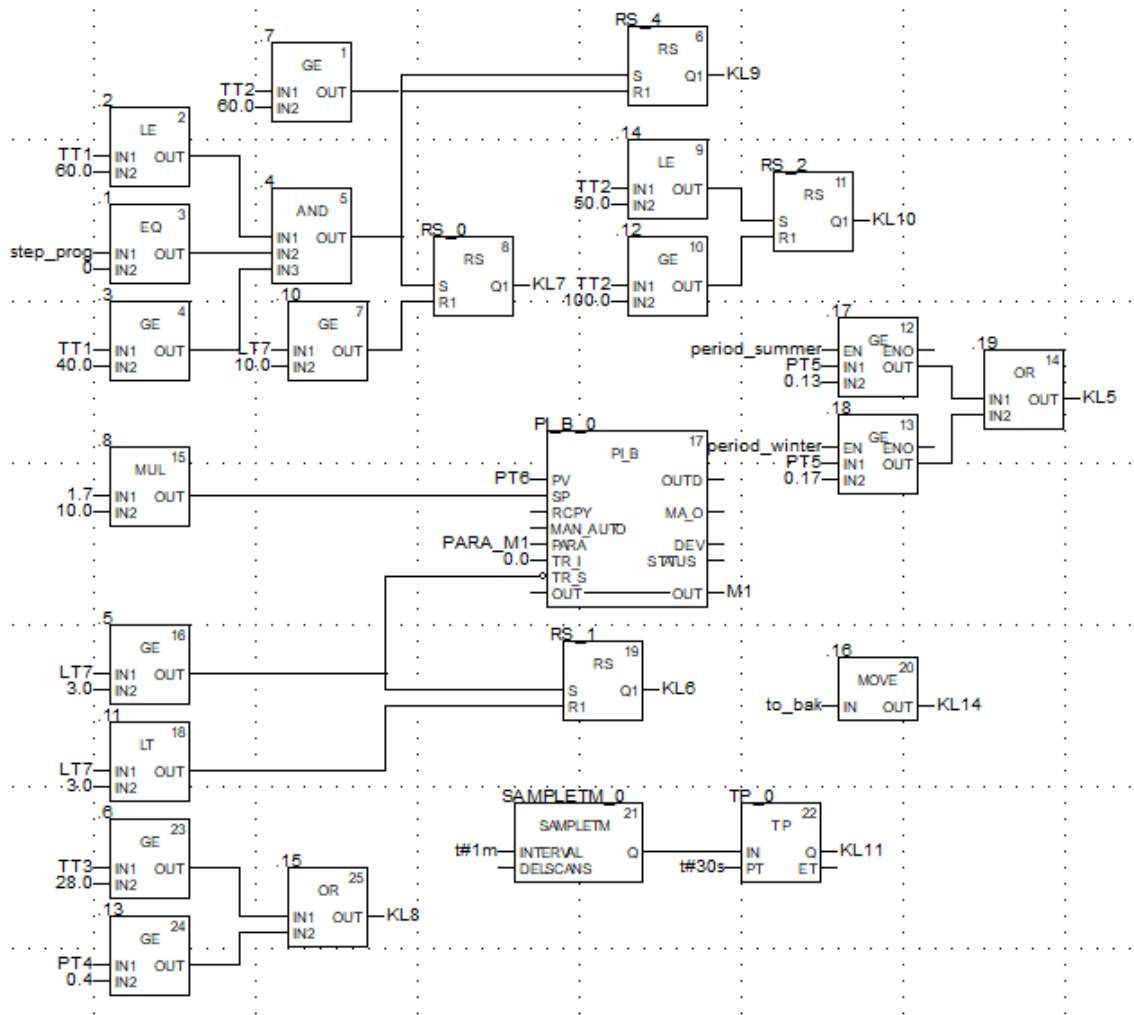 RS_4
.7
6
RS
S Q1 KL9
R1
1
GE
TT2 IN1 OUT
60.0 IN2
.2
2
LE
TT1 IN1 OUT
60.0 IN2
.14
9
LE
TT2 IN1 OUT
50.0 IN2
RS_2
11
RS
S Q1 KL10
R1
.1
3
EQ
step_prog IN1 OUT
0 IN2
.4
5
AND
IN1 OUT
IN2
IN3
RS_0
8
RS
S Q1 KL7
R1
.12
10
GE
TT2 IN1 OUT
100.0 IN2
.3
4
GE
TT1 IN1 OUT
40.0 IN2
.10
7
GE
LT7 IN1 OUT
10.0 IN2
.17
12
GE
period_summer EN ENO
PT5 IN1 OUT
0.13 IN2
.19
14
OR
IN1 OUT KL5
IN2
.18
13
GE
period_winter EN ENO
PT5 IN1 OUT
0.17 IN2
.8
15
MUL
1.7 IN1 OUT
10.0 IN2
PI_B_0
17
PI_B
PT6 PV OUTD
SP
RCPY MA_O
MAN_AUTO
PARA_M1 PARA DEV
0.0 TR_I STATUS
TR_S
OUT OUT M1
.5
16
GE
LT7 IN1 OUT
3.0 IN2
RS_1
19
RS
S Q1 KL6
R1
.16
20
MOVE
to_bak IN OUT KL14
.11
18
LT
LT7 IN1 OUT
3.0 IN2
SAMPLETM_0
21
SAMPLETM
t#1m INTERVAL Q
DELSCANS
TP_0
22
TP
IN Q KL11
t#30s PT ET
.6
23
GE
TT3 IN1 OUT
28.0 IN2
.15
25
OR
IN1 OUT KL8
IN2
.13
24
GE
PT4 IN1 OUT
0.4 IN2